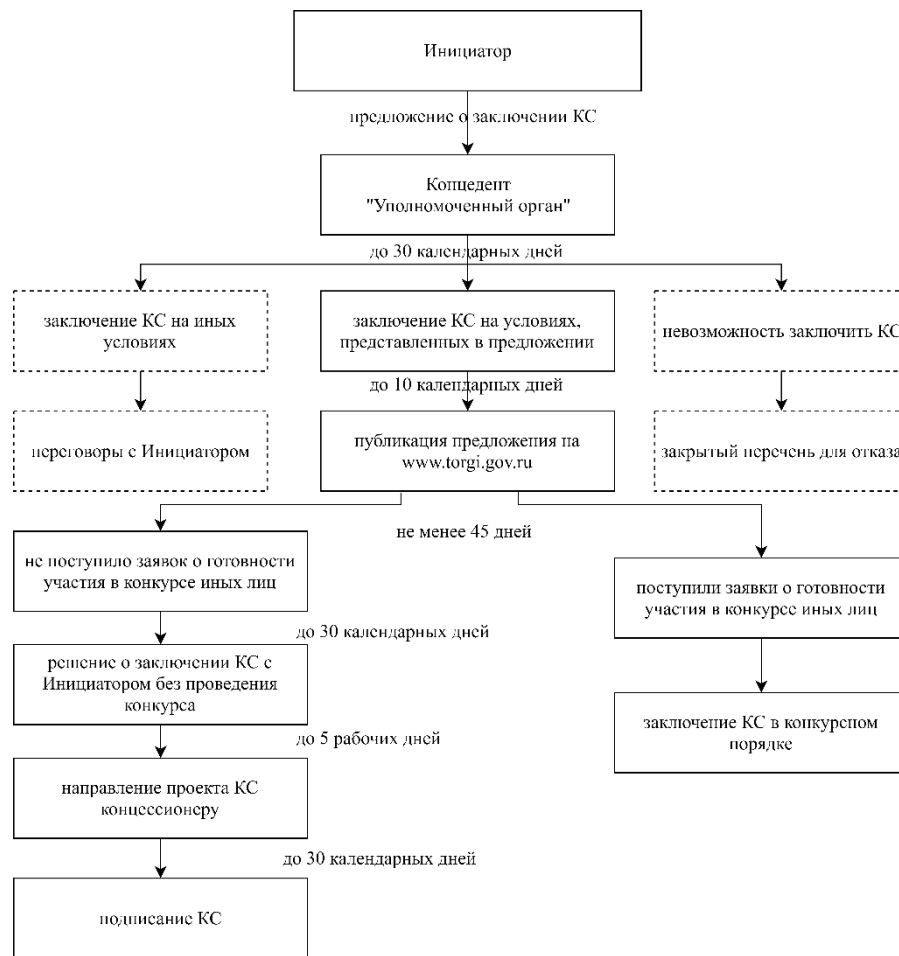 Инициатор
предложение о заключении КС
Концедент
"Уполномоченный орган"
до 30 календарных дней
заключение КС на иных
условиях
заключение КС на условиях,
представленных в предложении
невозможность заключить КС
до 10 календарных дней
переговоры с Инициатором
публикация предложения на
www.torgi.gov.ru
закрытый перечень для отказа
не менее 45 дней
не поступило заявок о готовности
участия в конкурсе иных лиц
поступили заявки о готовности
участия в конкурсе иных лиц
до 30 календарных дней
решение о заключении КС с
Инициатором без проведения
конкурса
заключение КС в конкурсном
порядке
до 5 рабочих дней
направление проекта КС
концессионеру
до 30 календарных дней
подписание КС